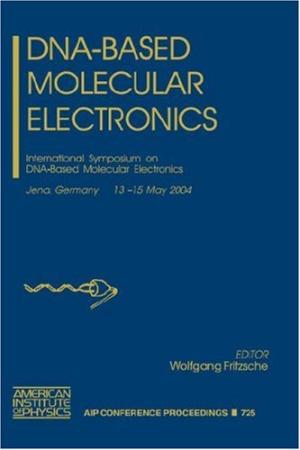 DNA-BASED
MOLECULAR
ELECTRONICS
International Symposium on
DNA-Based Molecular Electronics
Jena, Germany 13–15 May 2004
EDITOR
Wolfgang Fritzsche
AMERICAN
INSTITUTE
OF PHYSICS
AIP CONFERENCE PROCEEDINGS ■ 725